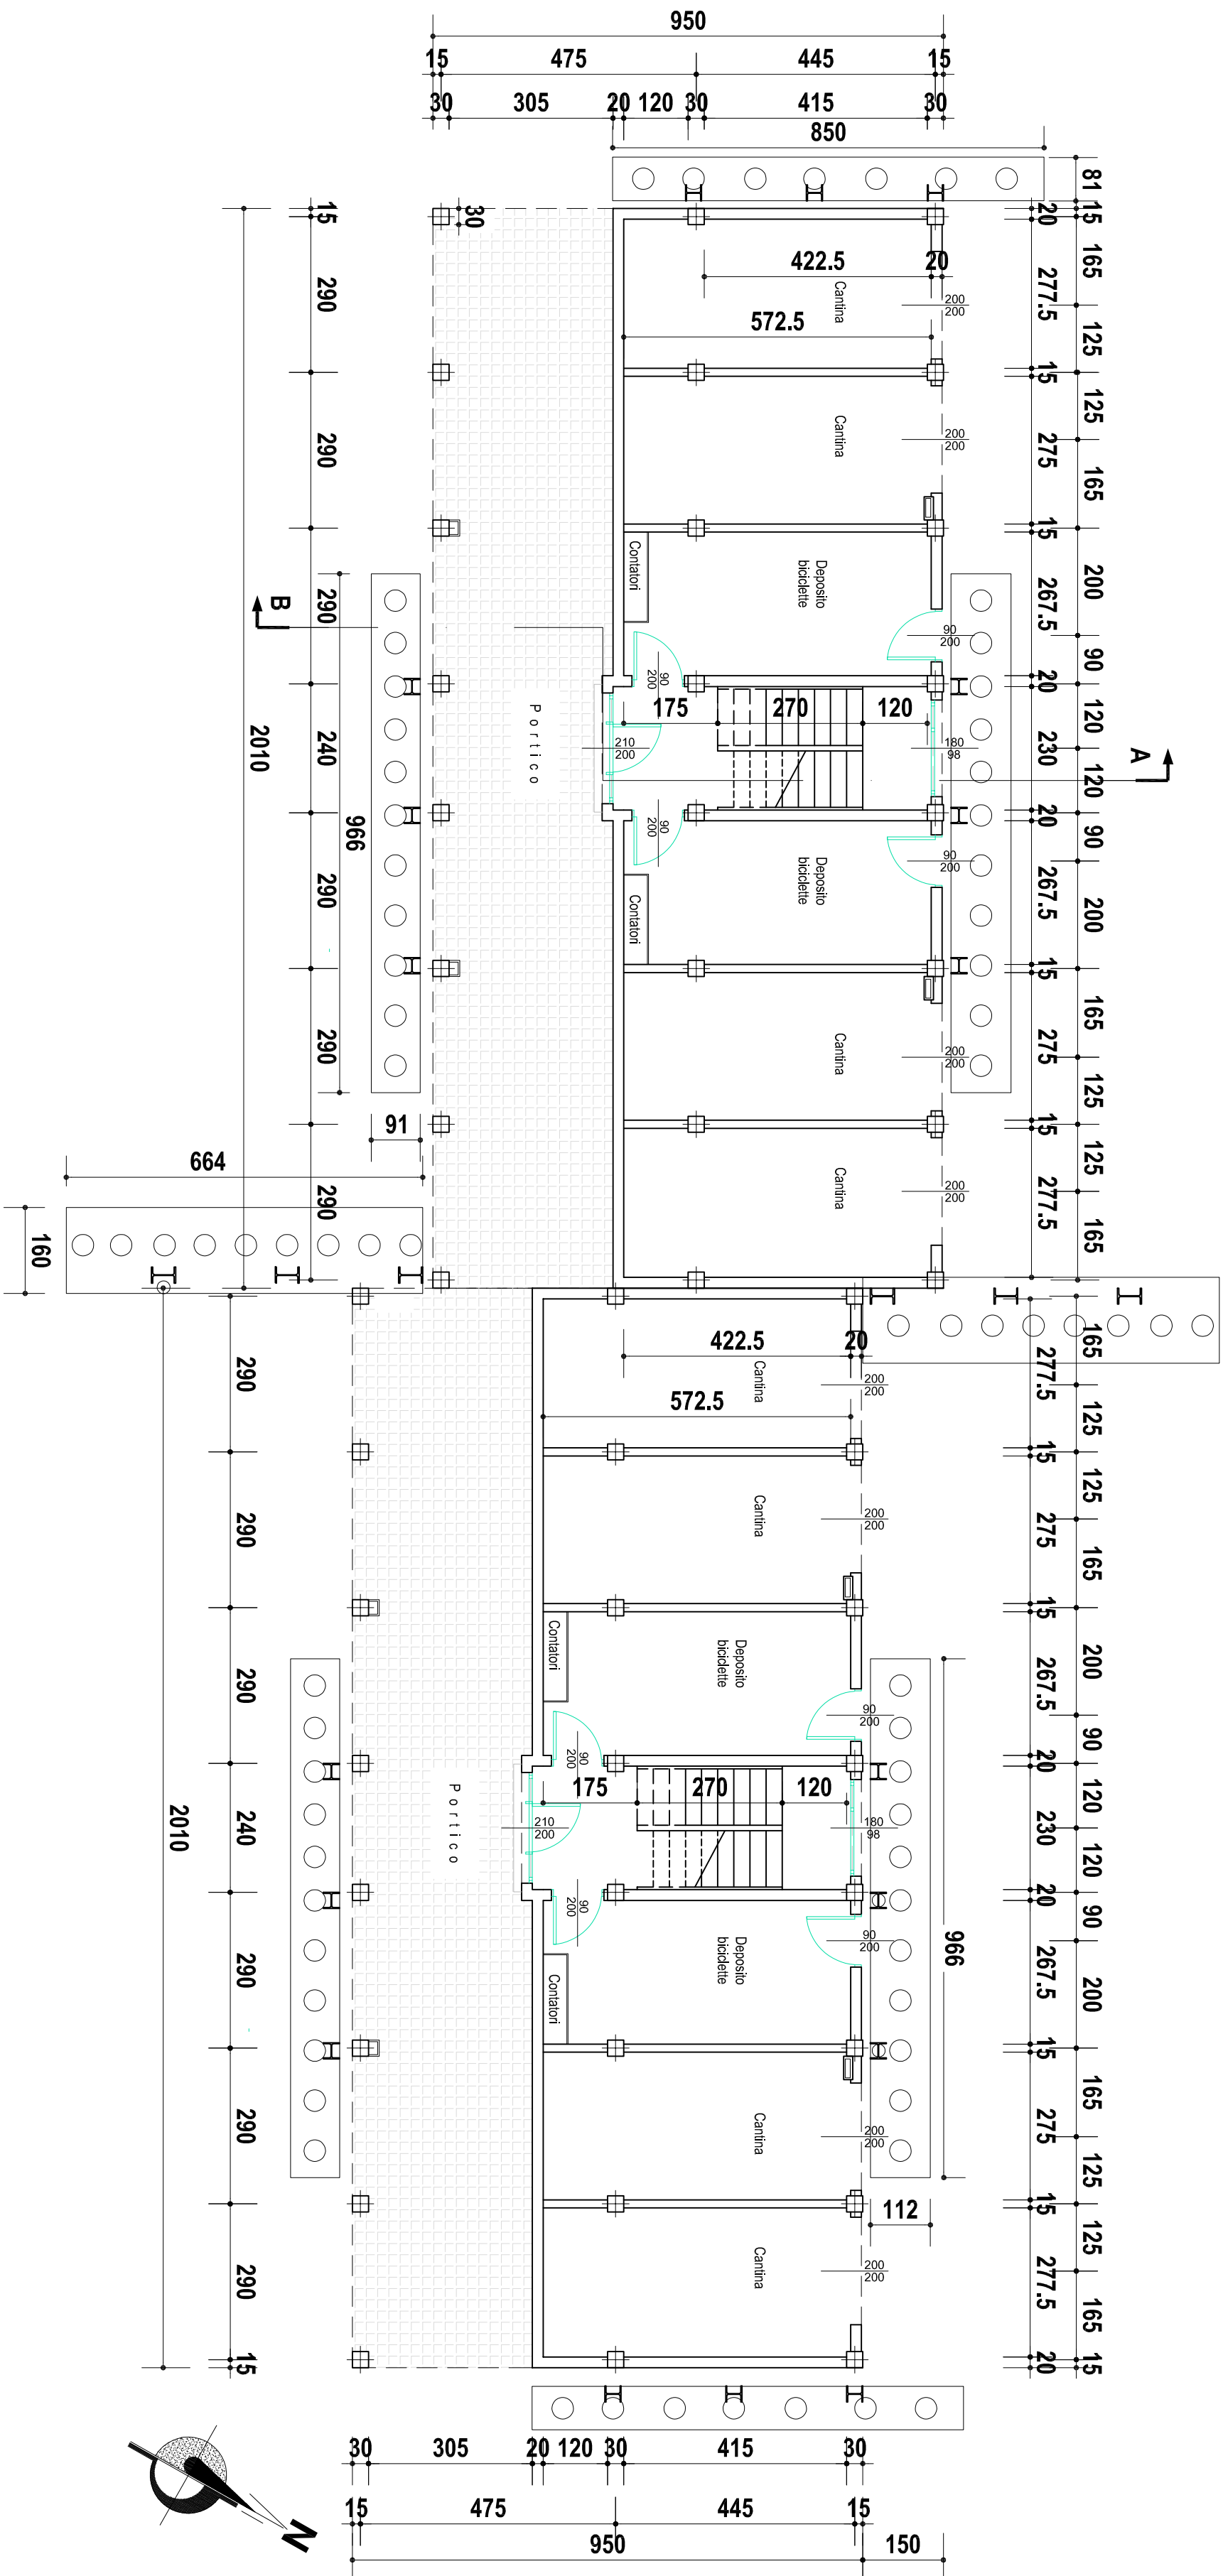 950
15 475 445 15
30 305 20 120 30 415 30
850
81
15 30 20 15
422.5 20 165
290 Cantina 200 277.5
200
572.5 125
15
125
290 Cantina 200 275
200
165
15
Contatori Deposito 200
biciclette 267.5
290 B 90 90
200
90 20
200
175 270 120 120
2010 240 Portico 210 180 230 A
200 98
120
20
966 90 90 90
200 200
290 Contatori Deposito 267.5
biciclette 200
15
165
290 Cantina 200 275
200
125
91 15
664 125
290 Cantina 200 277.5
200
160 165
422.5 20 165
290 Cantina 200 277.5
200
572.5 125
15
125
290 Cantina 200 275
200
165
15
Contatori Deposito 200
biciclette 267.5
290 90 90
200
90 20
200
175 270 120 120
2010 240 Portico 210 180 230
200 98
120
20
90 90 966 90
200 200
290 Contatori Deposito 267.5
biciclette 200
15
165
290 Cantina 200 275
200
125
112 15
125
290 Cantina 200 277.5
200
165
15 20 15
30 305 20 120 30 415 30
15 475 445 15
N
950 150